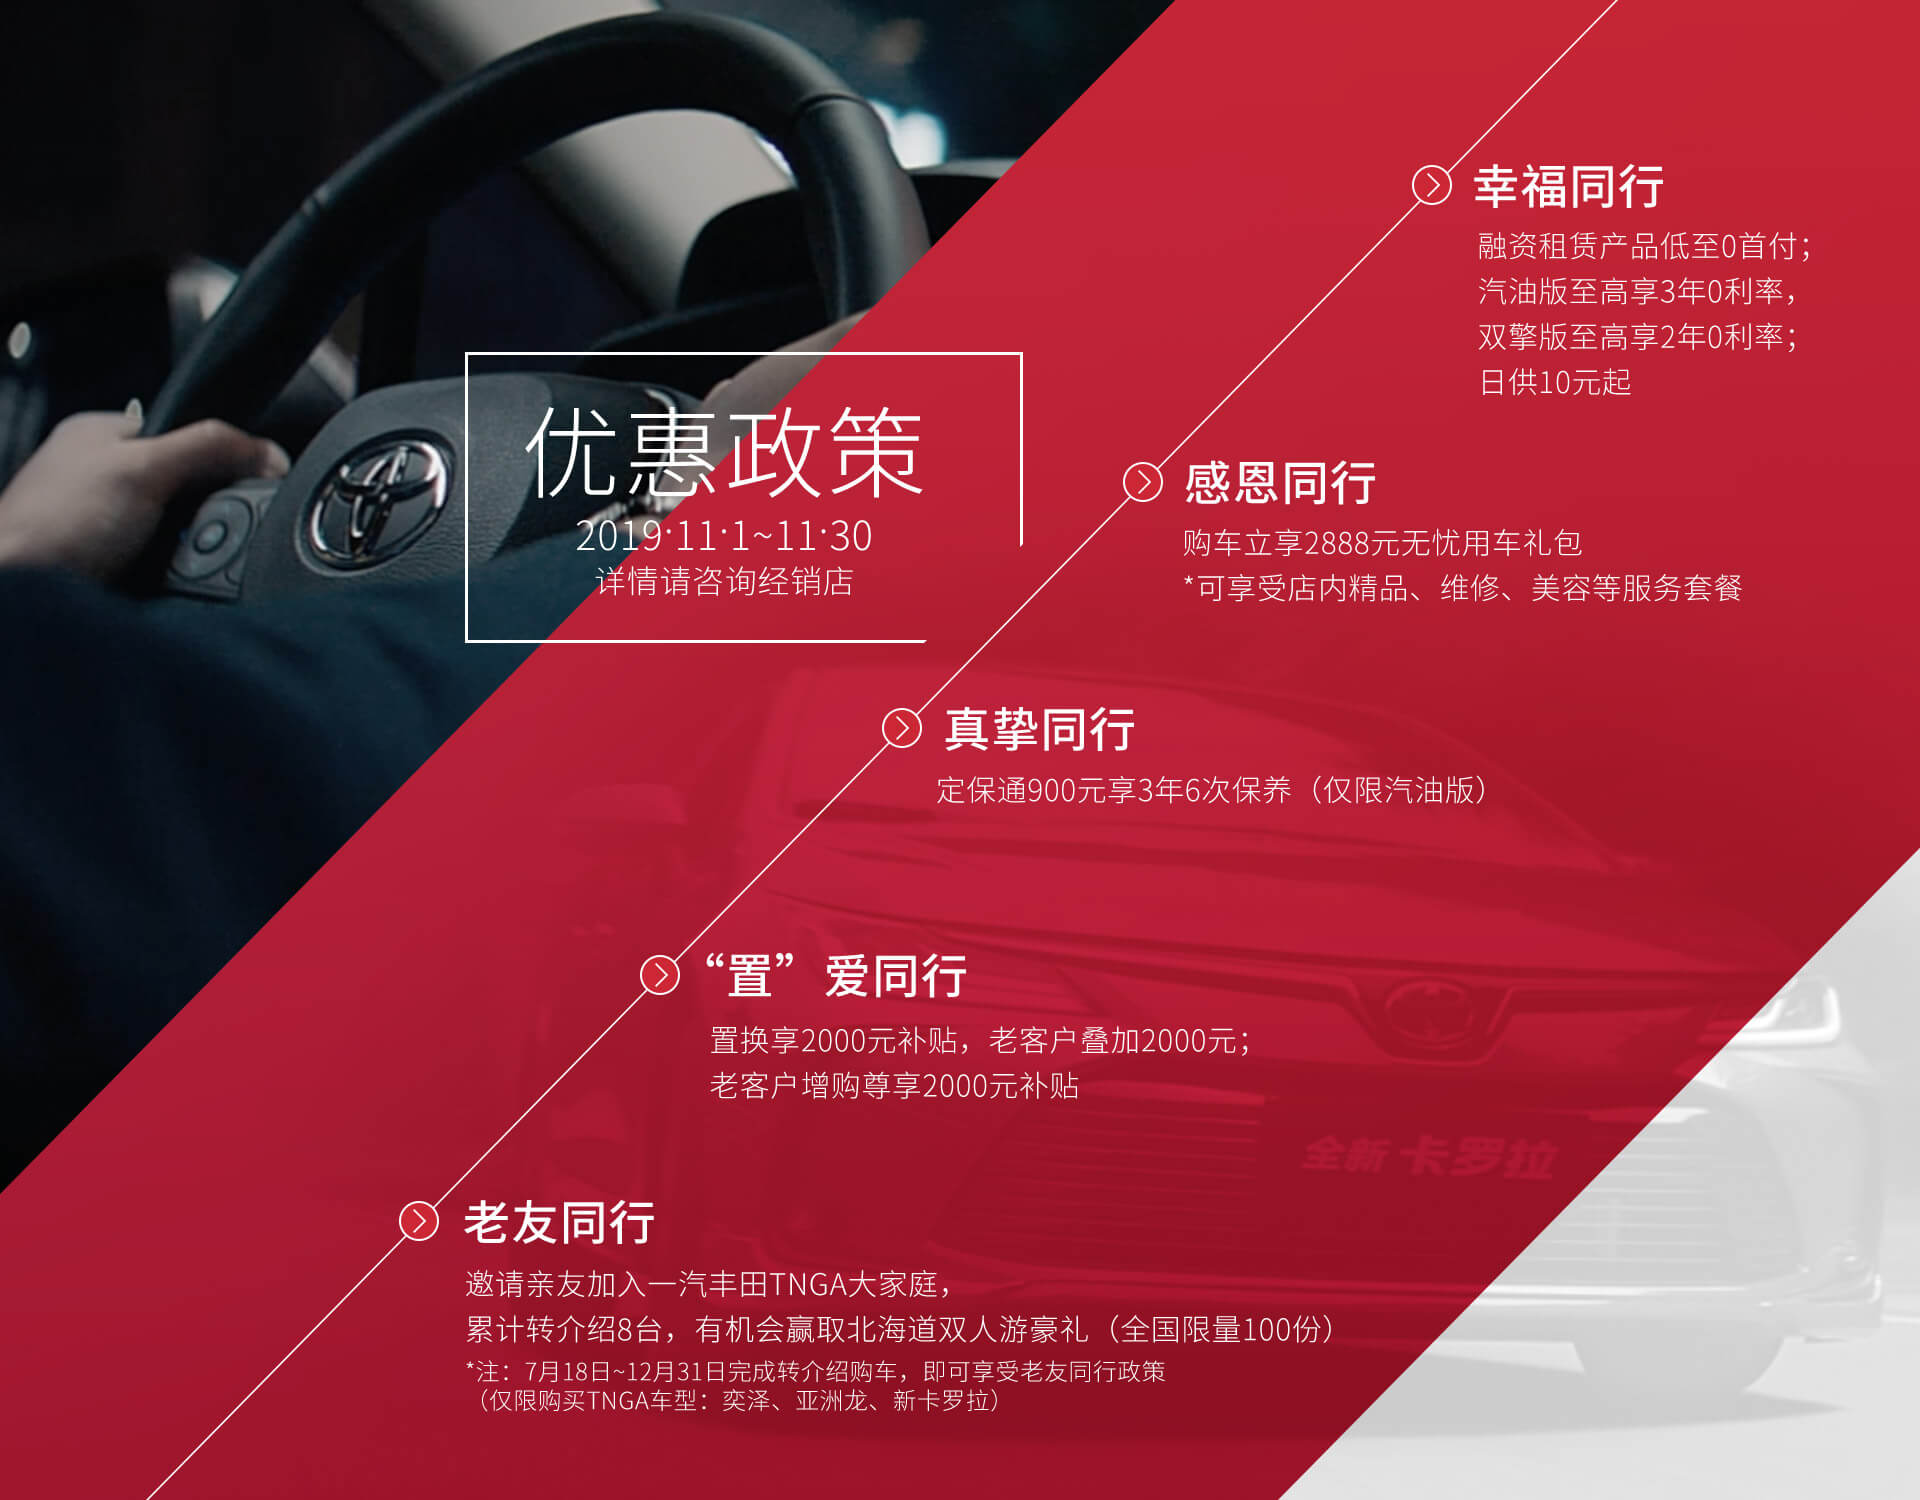 优惠政策
2019·11·1~11·30
详情请咨询经销店
幸福同行
融资租赁产品低至0首付；
汽油版至高享3年0利率，
双擎版至高享2年0利率；
日供10元起
感恩同行
购车立享2888元无忧用车礼包
*可享受店内精品、维修、美容等服务套餐
真挚同行
定保通900元享3年6次保养（仅限汽油版）
“置”爱同行
置换享2000元补贴，老客户叠加2000元；
老客户增购尊享2000元补贴
全新卡罗拉
老友同行
邀请亲友加入一汽丰田TNGA大家庭，
累计转介绍8台，有机会赢取北海道双人游豪礼（全国限量100份）
*注：7月18日~12月31日完成转介绍购车，即可享受老友同行政策
（仅限购买TNGA车型：奕泽、亚洲龙、新卡罗拉）